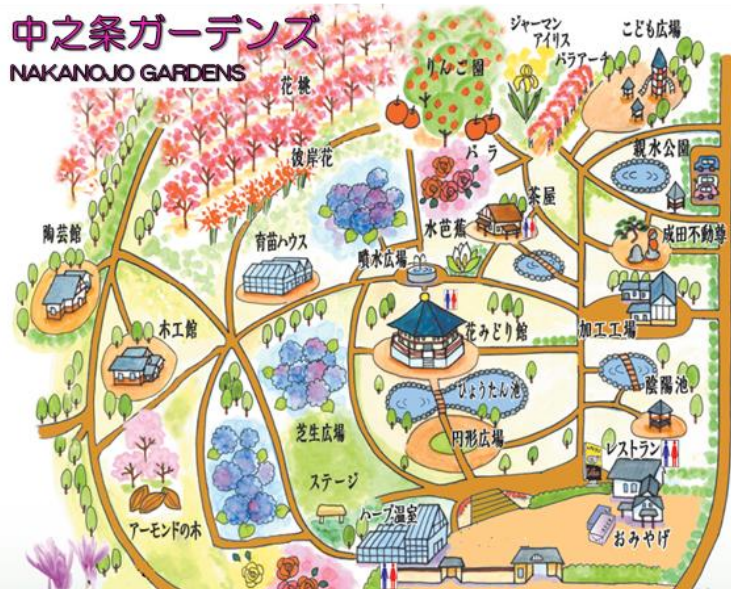 中之条ガーデンズ
NAKANOJO GARDENS
花桃
りんご園
ジャーマン
アイリス
バラアーチ
こども広場
彼岸花
バラ
親水公園
茶屋
水芭蕉
成田不動尊
陶芸館
育苗ハウス
噴水広場
木工館
花みどり館
加工工場
ひょうたん池
陰陽池
芝生広場
円形広場
レストラン
ステージ
アーモンドの木
ハーブ温室
おみやげ